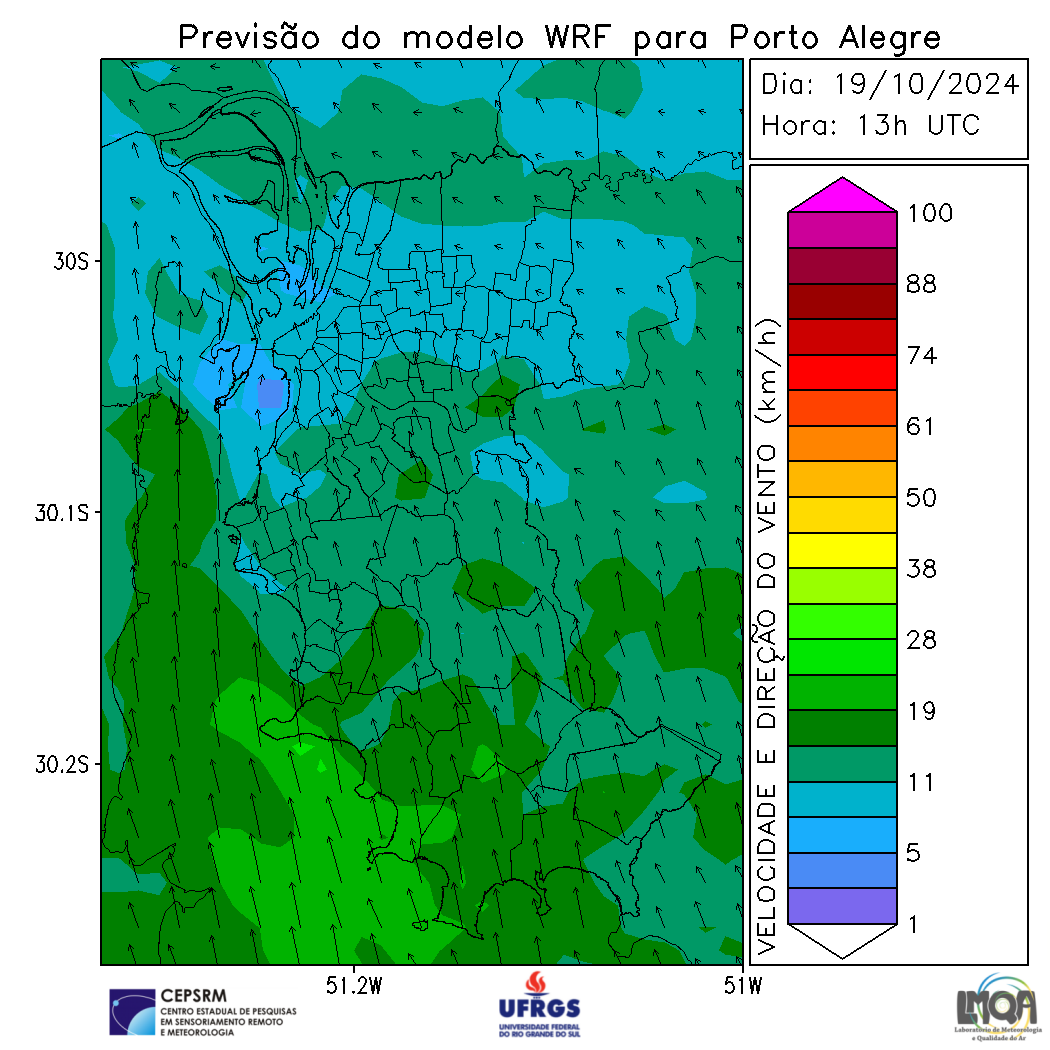 Previsão do modelo WRF para Porto Alegre
Dia: 19/10/2024
Hora: 13h UTC
30S
30.1S
30.2S
51.2W
51W
VELOCIDADE E DIREÇÃO DO VENTO (km/h)
100
88
74
61
50
38
28
19
11
5
1
CEPSRM
CENTRO ESTADUAL DE PESQUISAS
EM SENSORIAMENTO REMOTO
E METEOROLOGIA
UFRGS
UNIVERSIDADE FEDERAL
DO RIO GRANDE DO SUL
LMQA
Laboratório de Meteorologia
e Qualidade do Ar